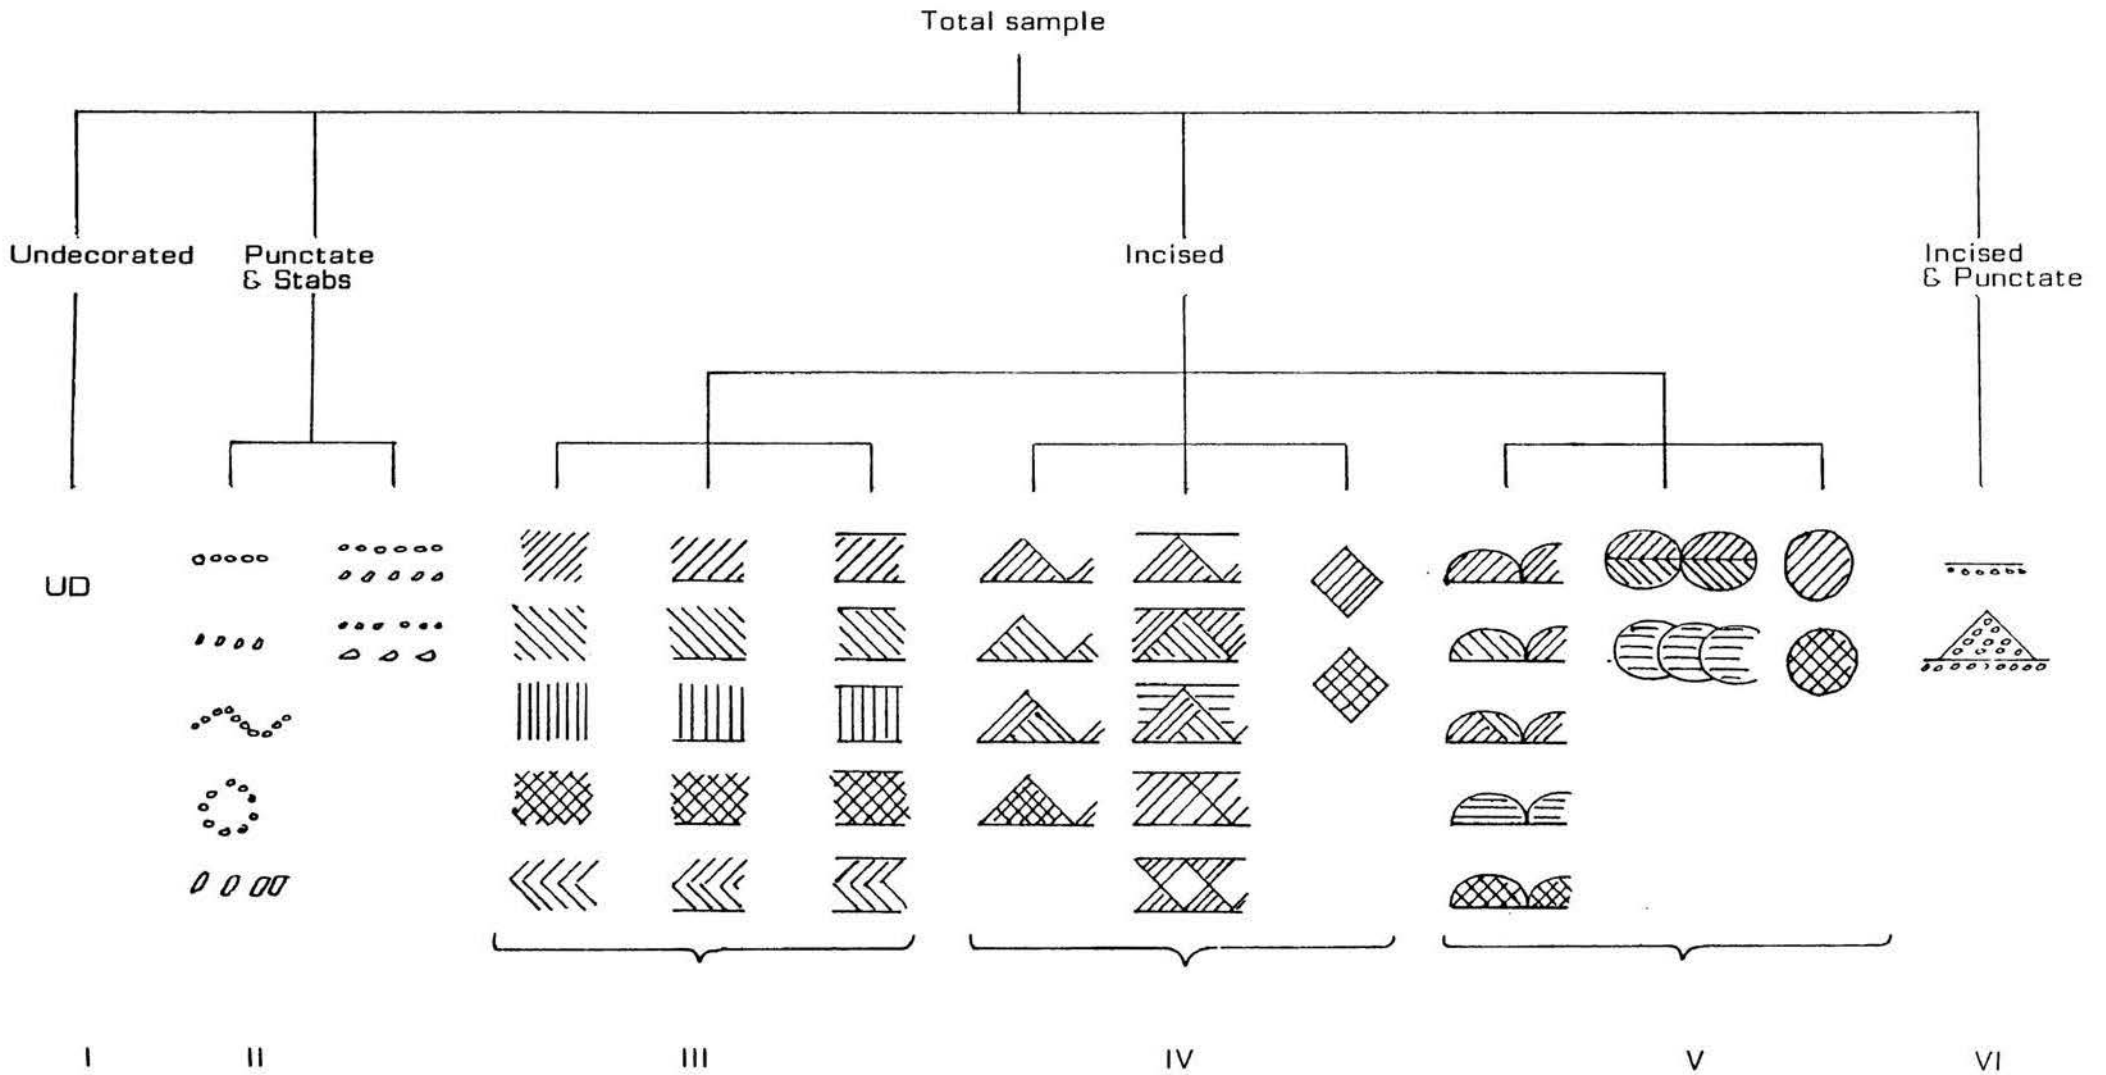 Total sample
Undecorated
Punctate
& Stabs
Incised
Incised
& Punctate
UD
I
II
III
IV
V
VI